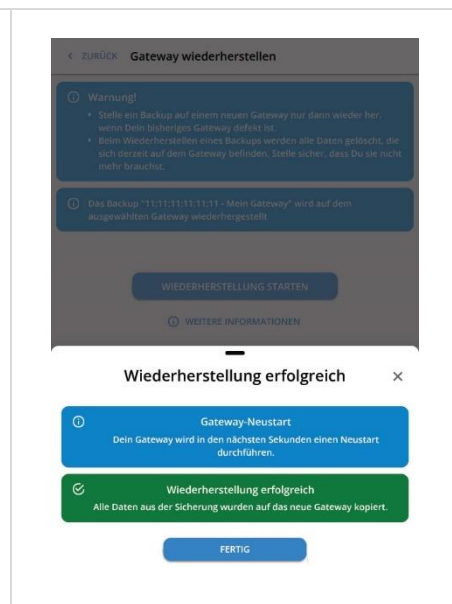 < ZURÜCK Gateway wiederherstellen
Warnung!
• Stelle ein Backup auf einem neuen Gateway nur dann wieder her,
wenn Dein bisheriges Gateway defekt ist.
• Beim Wiederherstellen eines Backups werden alle Daten gelöscht, die
sich derzeit auf dem Gateway befinden. Stelle sicher, dass Du sie nicht
mehr brauchst.
Das Backup "11:11:11:11:11:11 - Mein Gateway" wird auf dem
ausgewählten Gateway wiederhergestellt
WIEDERHERSTELLUNG STARTEN
WEITERE INFORMATIONEN
Wiederherstellung erfolgreich ×
Gateway-Neustart
Dein Gateway wird in den nächsten Sekunden einen Neustart
durchführen.
Wiederherstellung erfolgreich
Alle Daten aus der Sicherung wurden auf das neue Gateway kopiert.
FERTIG